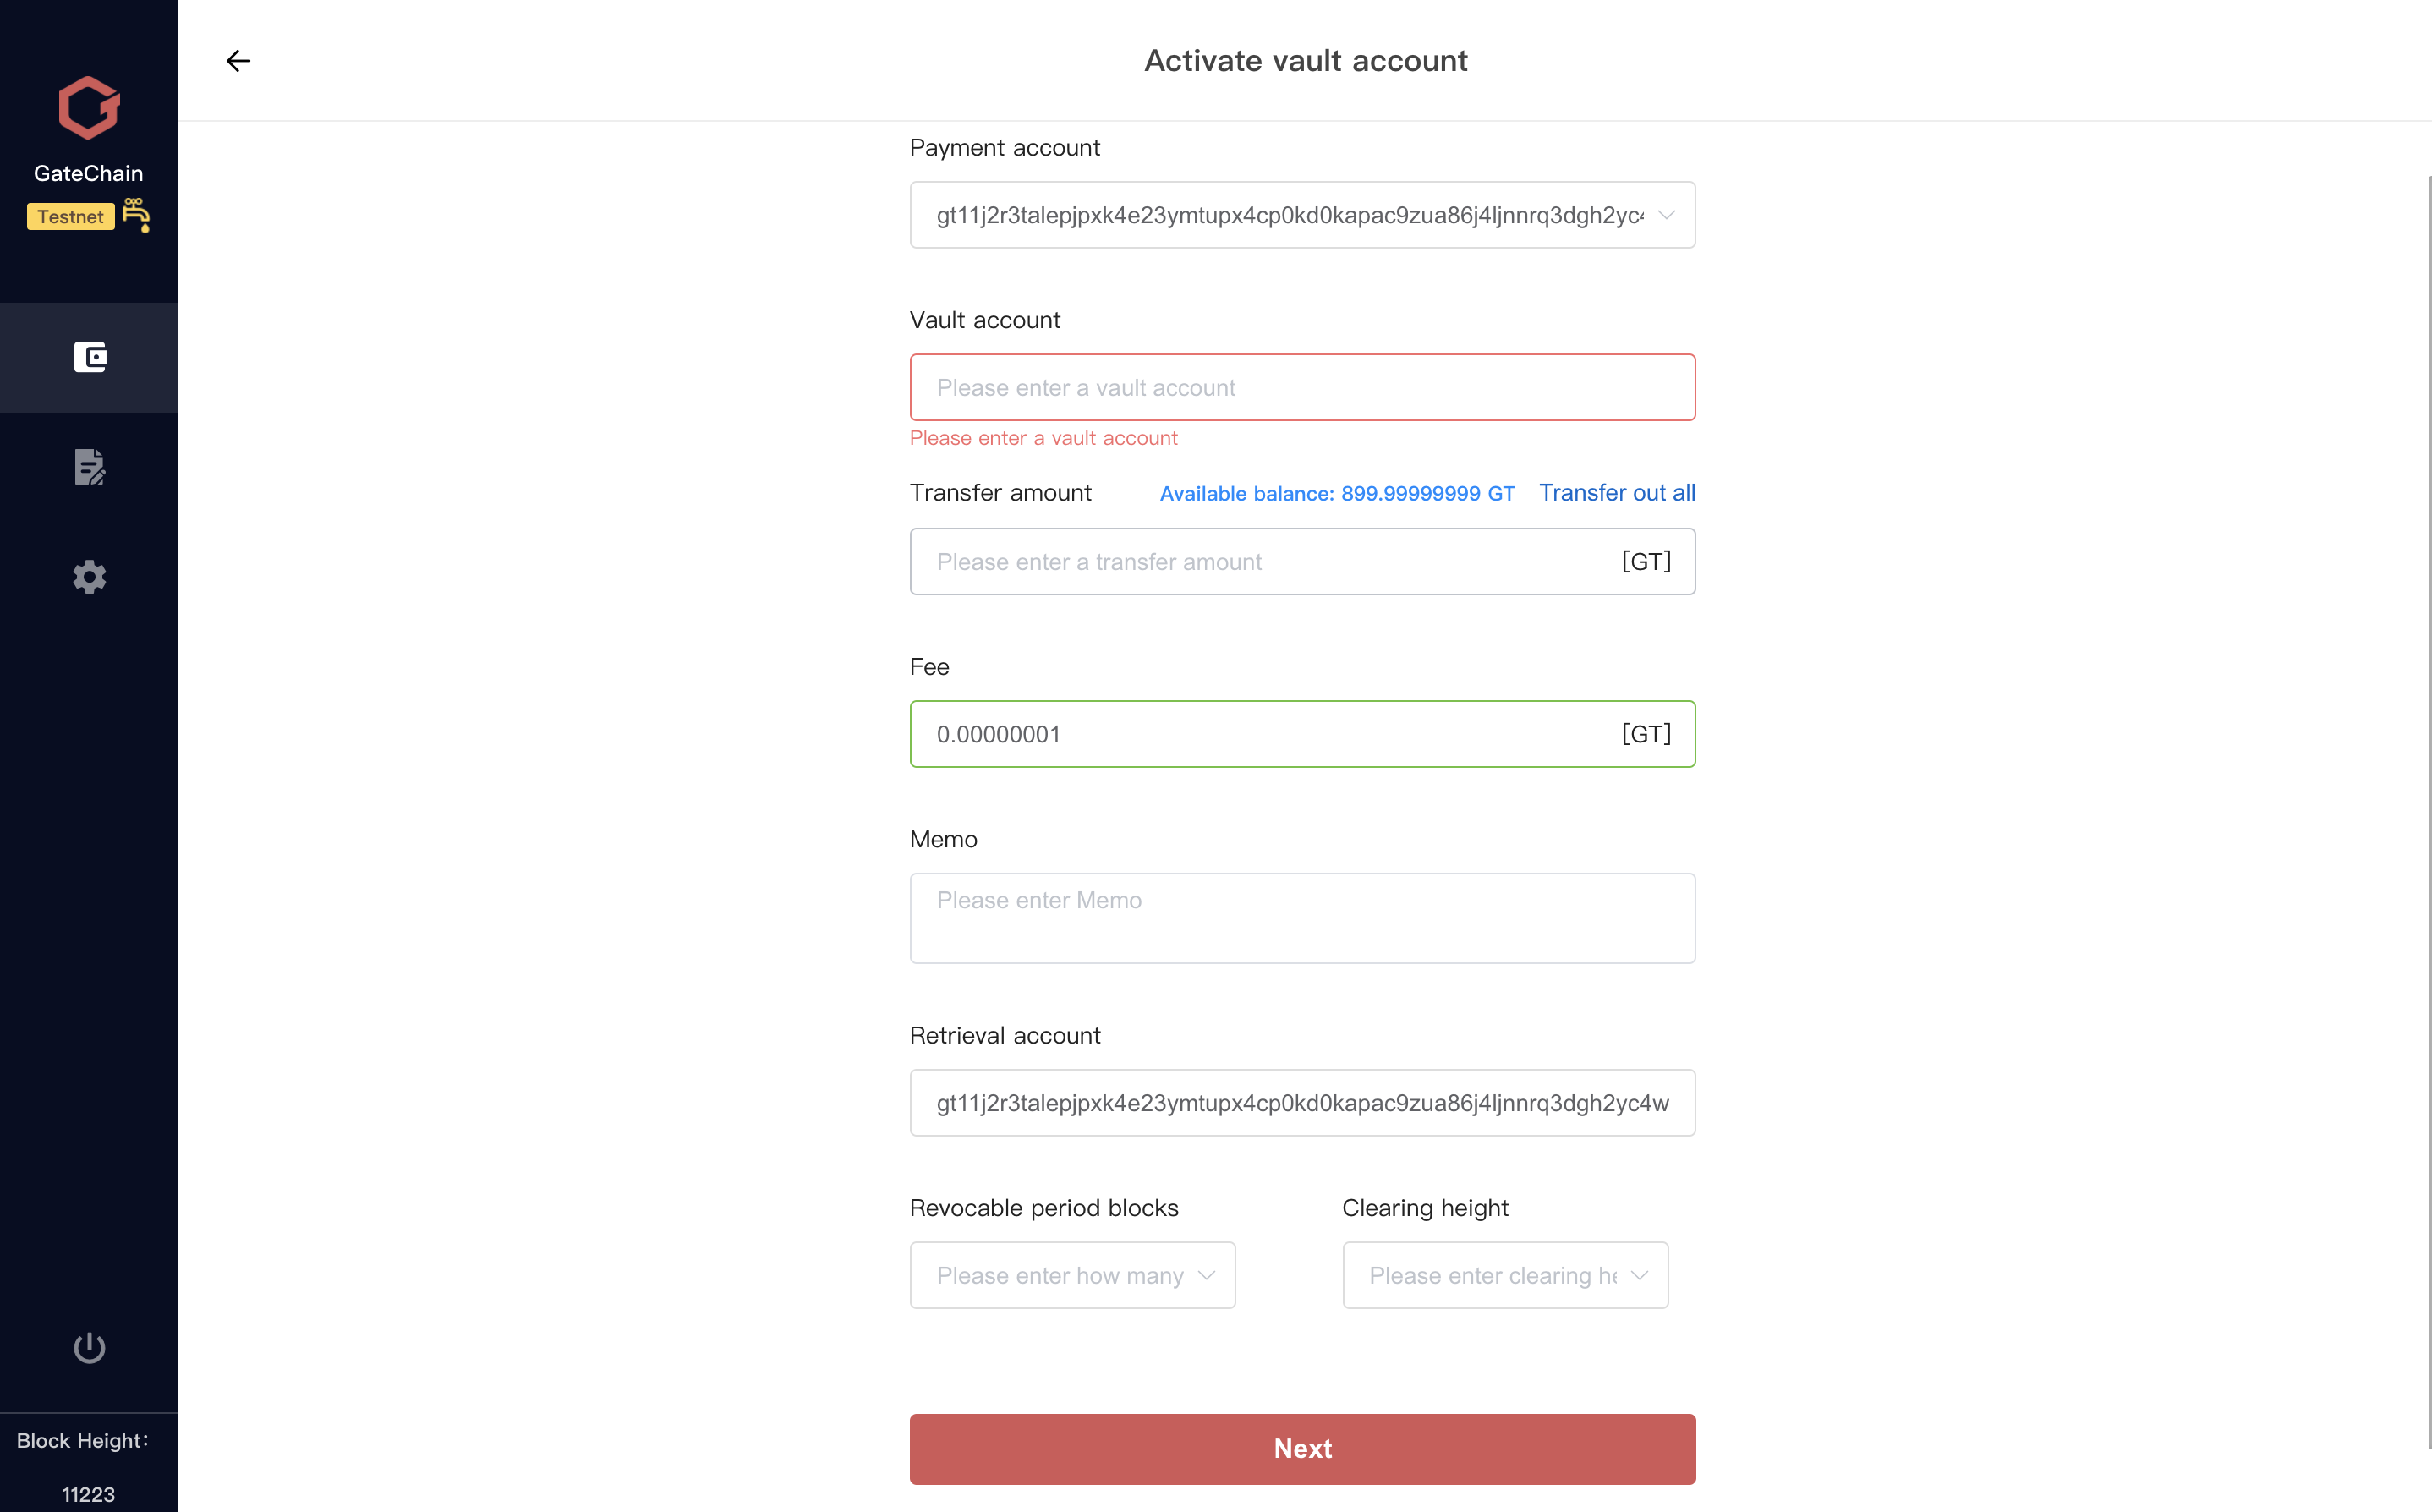 Activate vault account
GateChain
Testnet
Payment account
gt11j2r3talepjpxk4e23ymtupx4cp0kd0kapac9zua86j4ljnnrq3dgh2yc4
Vault account
Please enter a vault account
Please enter a vault account
Transfer amount Available balance: 899.99999999 GT Transfer out all
Please enter a transfer amount [GT]
Fee
0.00000001 [GT]
Memo
Please enter Memo
Retrieval account
gt11j2r3talepjpxk4e23ymtupx4cp0kd0kapac9zua86j4ljnnrq3dgh2yc4w
Revocable period blocks Clearing height
Please enter how many Please enter clearing he
Next
Block Height:
11223